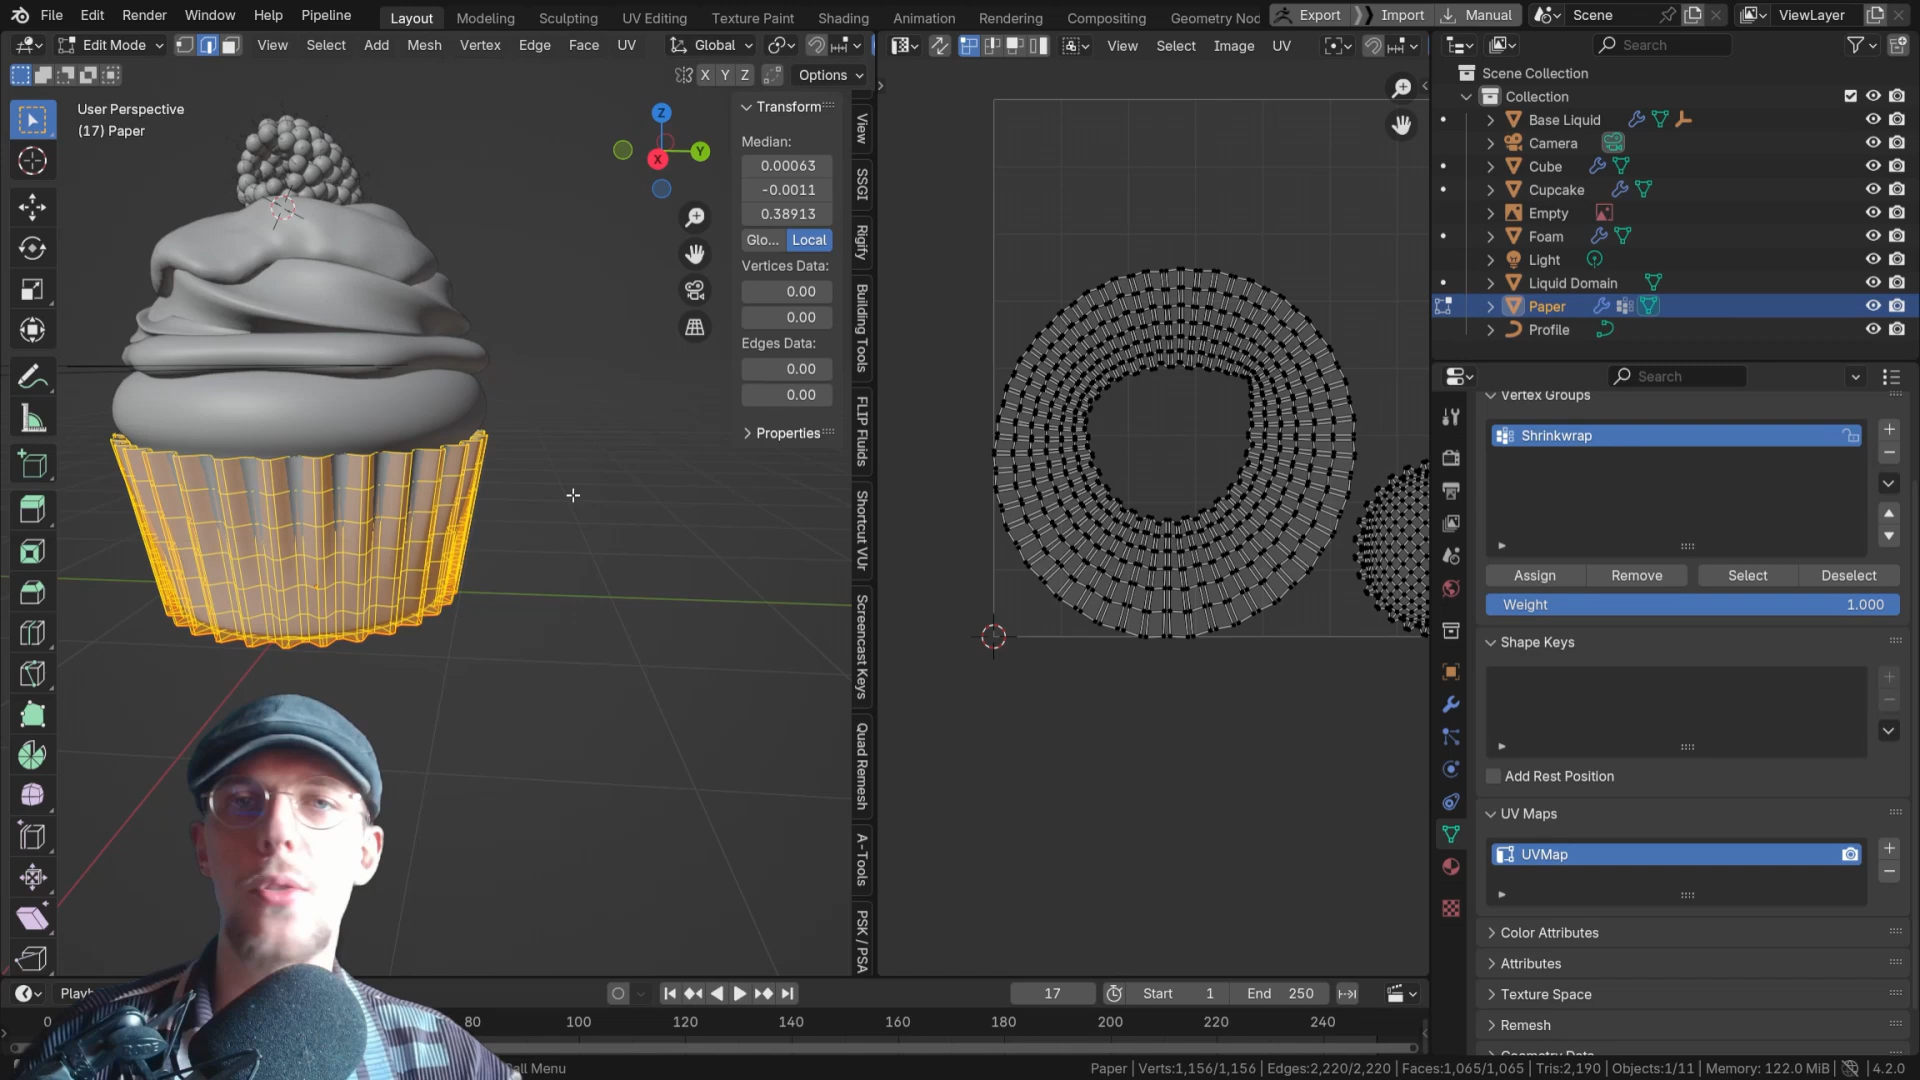 File Edit Render Window Help Pipeline
Layout Modeling Sculpting UV Editing Texture Paint Shading Animation Rendering Compositing Geometry Nod
Export Import Manual Scene ViewLayer
Edit Mode View Select Add Mesh Vertex Edge Face UV Global
View Select Image UV
Search
X Y Z Options
User Perspective
(17) Paper
Z
Y
X
Transform
Median:
0.00063
-0.0011
0.38913
Glo... Local
Vertices Data:
0.00
0.00
Edges Data:
0.00
0.00
Properties
View
SSGI
Rigify
Building Tools
FLIP Fluids
Shortcut VUr
Screencast Keys
Quad Remesh
A-Tools
PSK / PSA
Scene Collection
Collection
Base Liquid
Camera
Cube
Cupcake
Empty
Foam
Light
Liquid Domain
Paper
Profile
Search
Vertex Groups
Shrinkwrap
Assign Remove Select Deselect
Weight 1.000
Shape Keys
Add Rest Position
UV Maps
UVMap
Color Attributes
Attributes
Texture Space
Remesh
Playb 17 Start 1 End 250
0 80 100 120 140 160 180 200 220 240
all Menu
Paper | Verts:1,156/1,156 | Edges:2,220/2,220 | Faces:1,065/1,065 | Tris:2,190 | Objects:1/11 | Memory: 122.0 MiB | 4.2.0